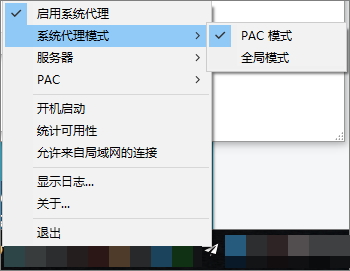 启用系统代理
系统代理模式
PAC 模式
全局模式
服务器
PAC
开机启动
统计可用性
允许来自局域网的连接
显示日志...
关于...
退出